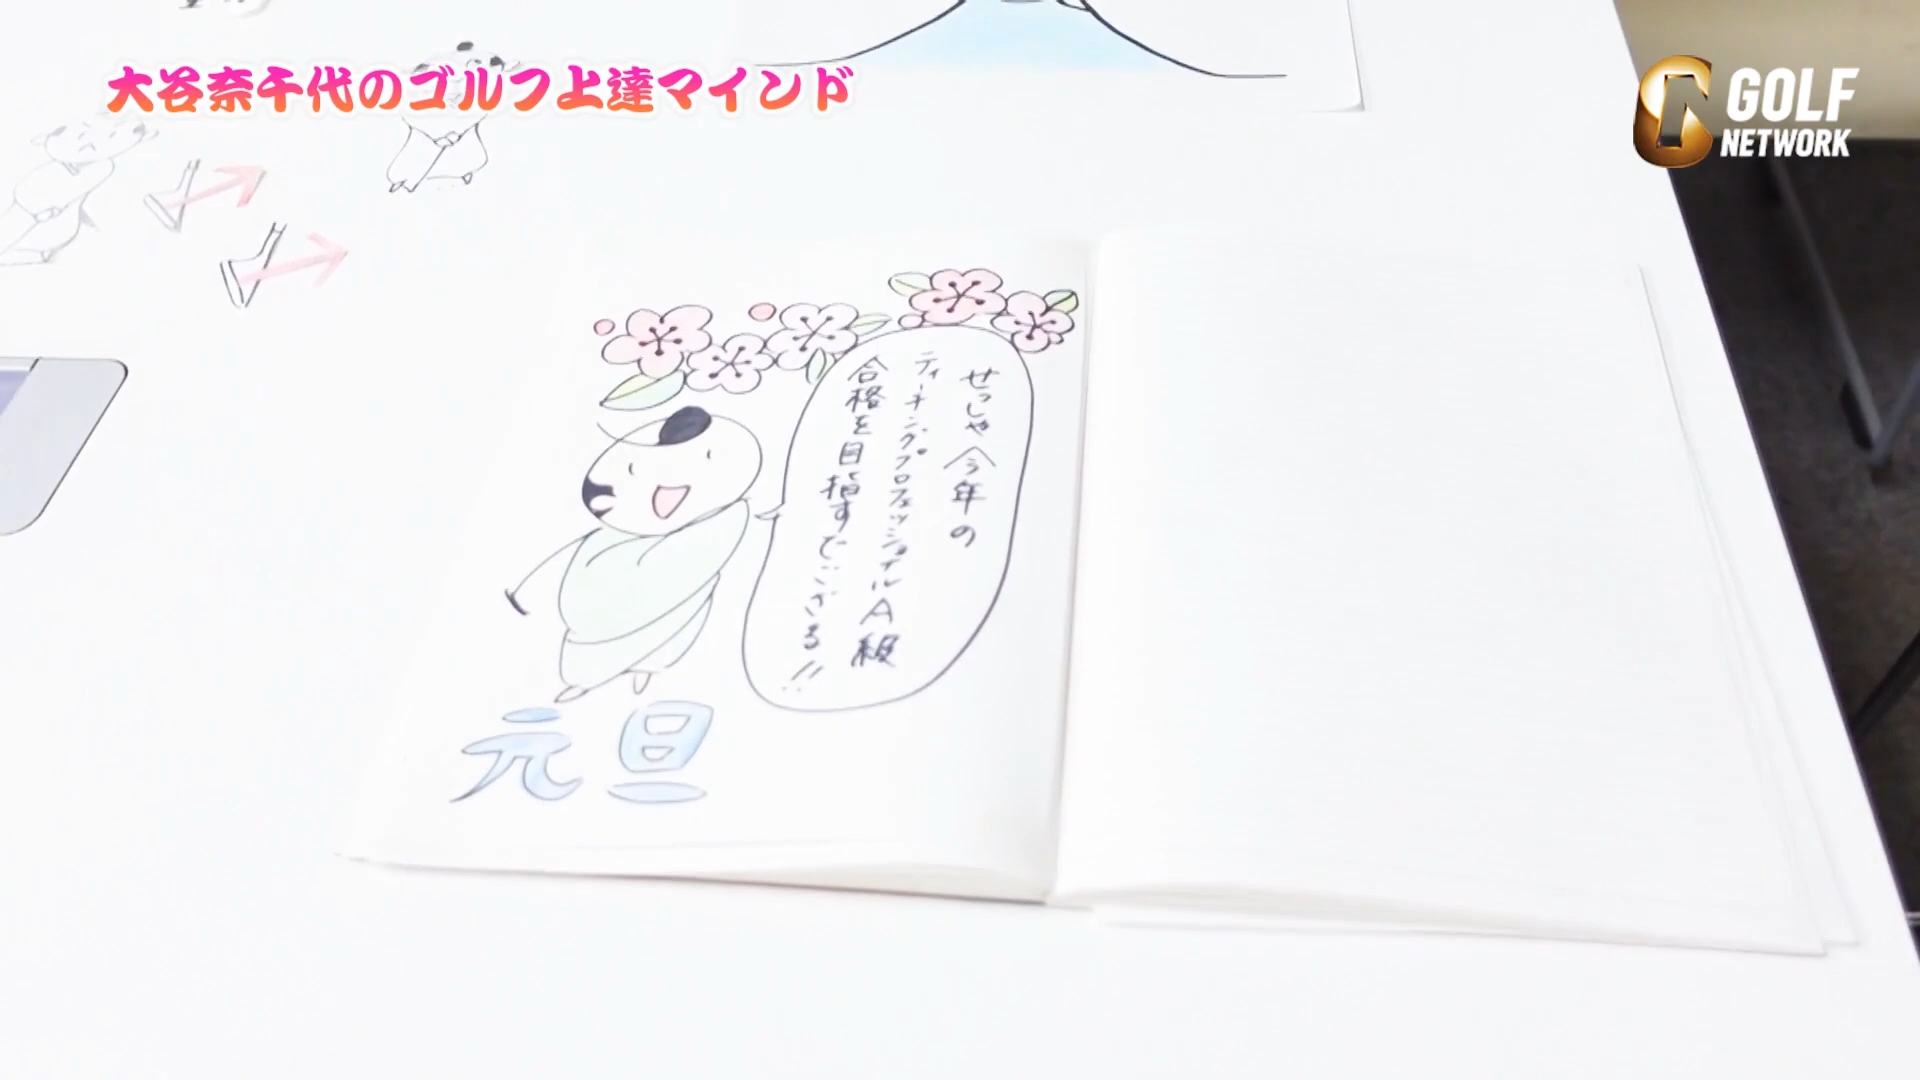 大谷奈千代のゴルフ上達マインド
GOLF
NETWORK
せっしゃ今年の
ティーチングプロフェッショナルA級
合格を目指すでござる!!
元旦